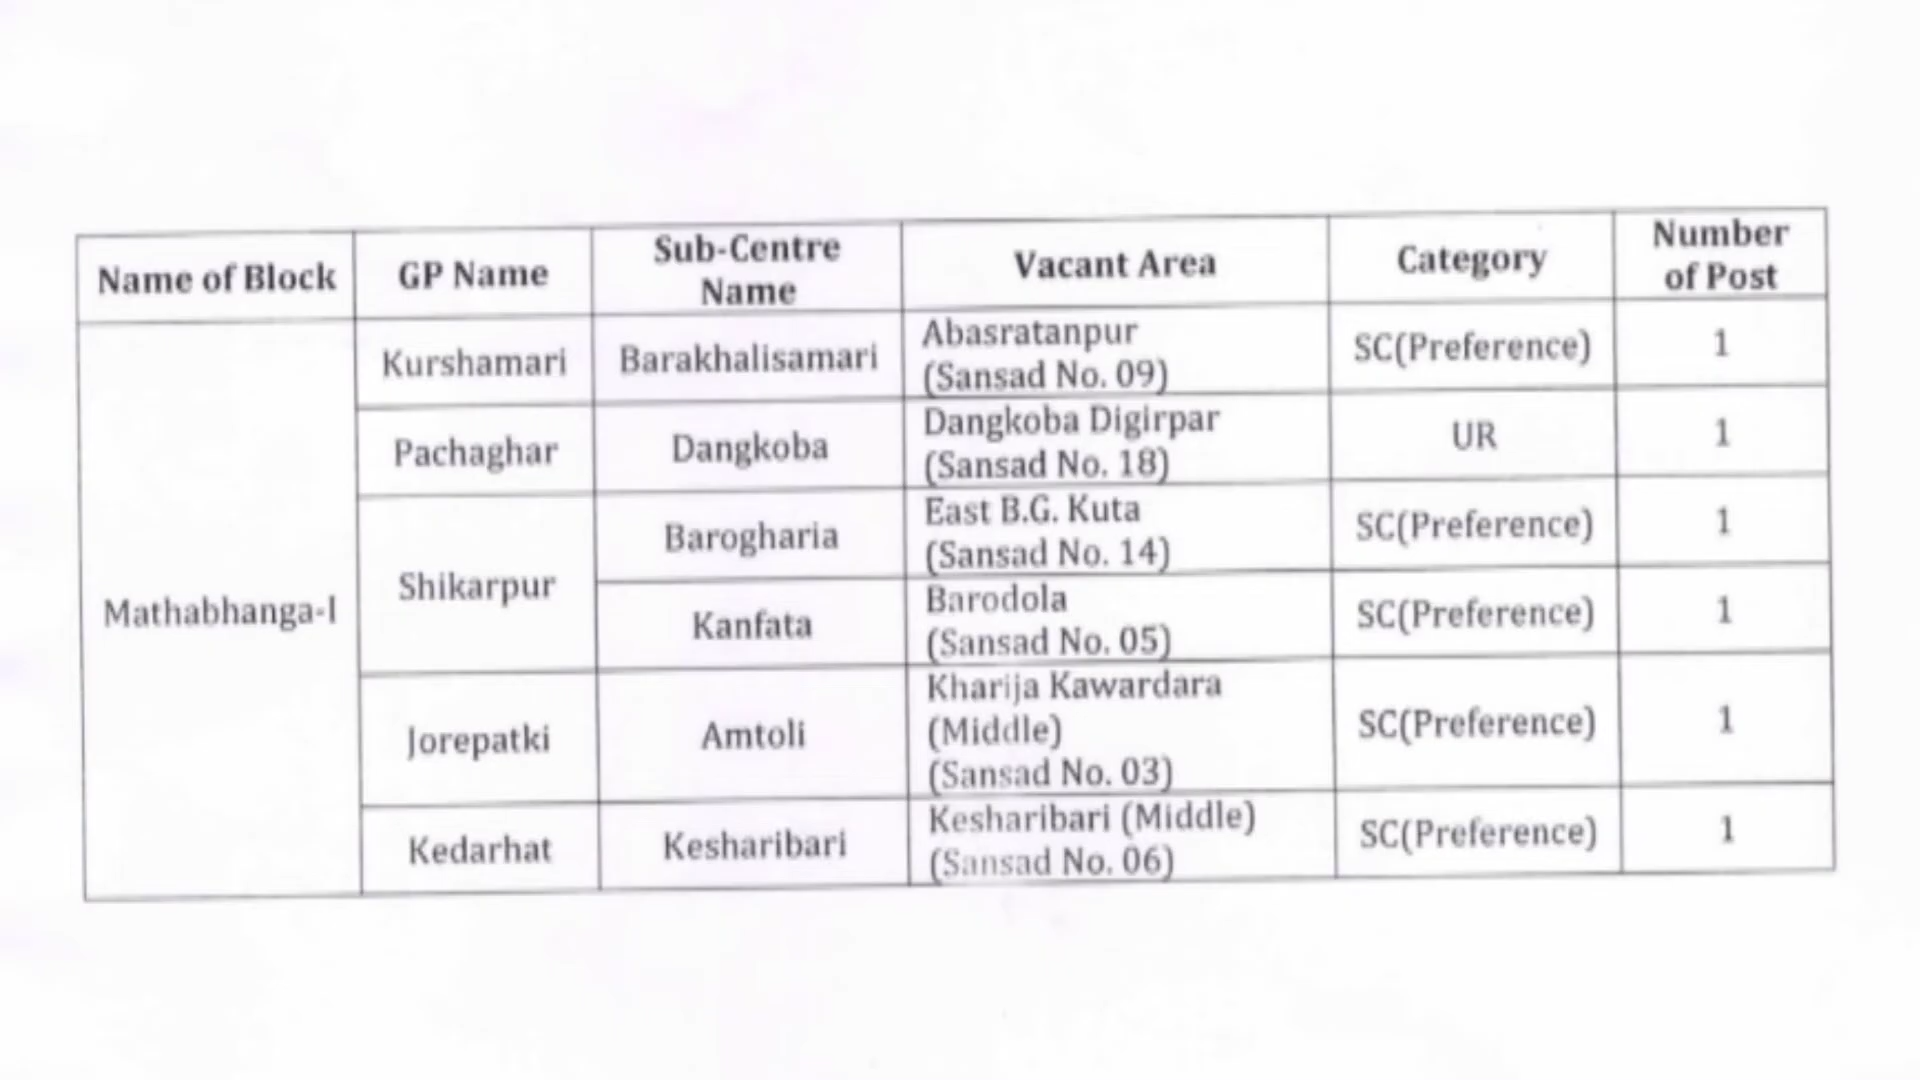 Name of Block GP Name Sub-Centre Name Vacant Area Category Number of Post
Mathabhanga-I
Kurshamari Barakhalisamari Abasratanpur (Sansad No. 09) SC(Preference) 1
Pachaghar Dangkoba Dangkoba Digirpar (Sansad No. 18) UR 1
Shikarpur
Barogharia East B.G. Kuta (Sansad No. 14) SC(Preference) 1
Kanfata Barodola (Sansad No. 05) SC(Preference) 1
Jorepatki Amtoli Kharija Kawardara (Middle) (Sansad No. 03) SC(Preference) 1
Kedarhat Kesharibari Kesharibari (Middle) (Sansad No. 06) SC(Preference) 1